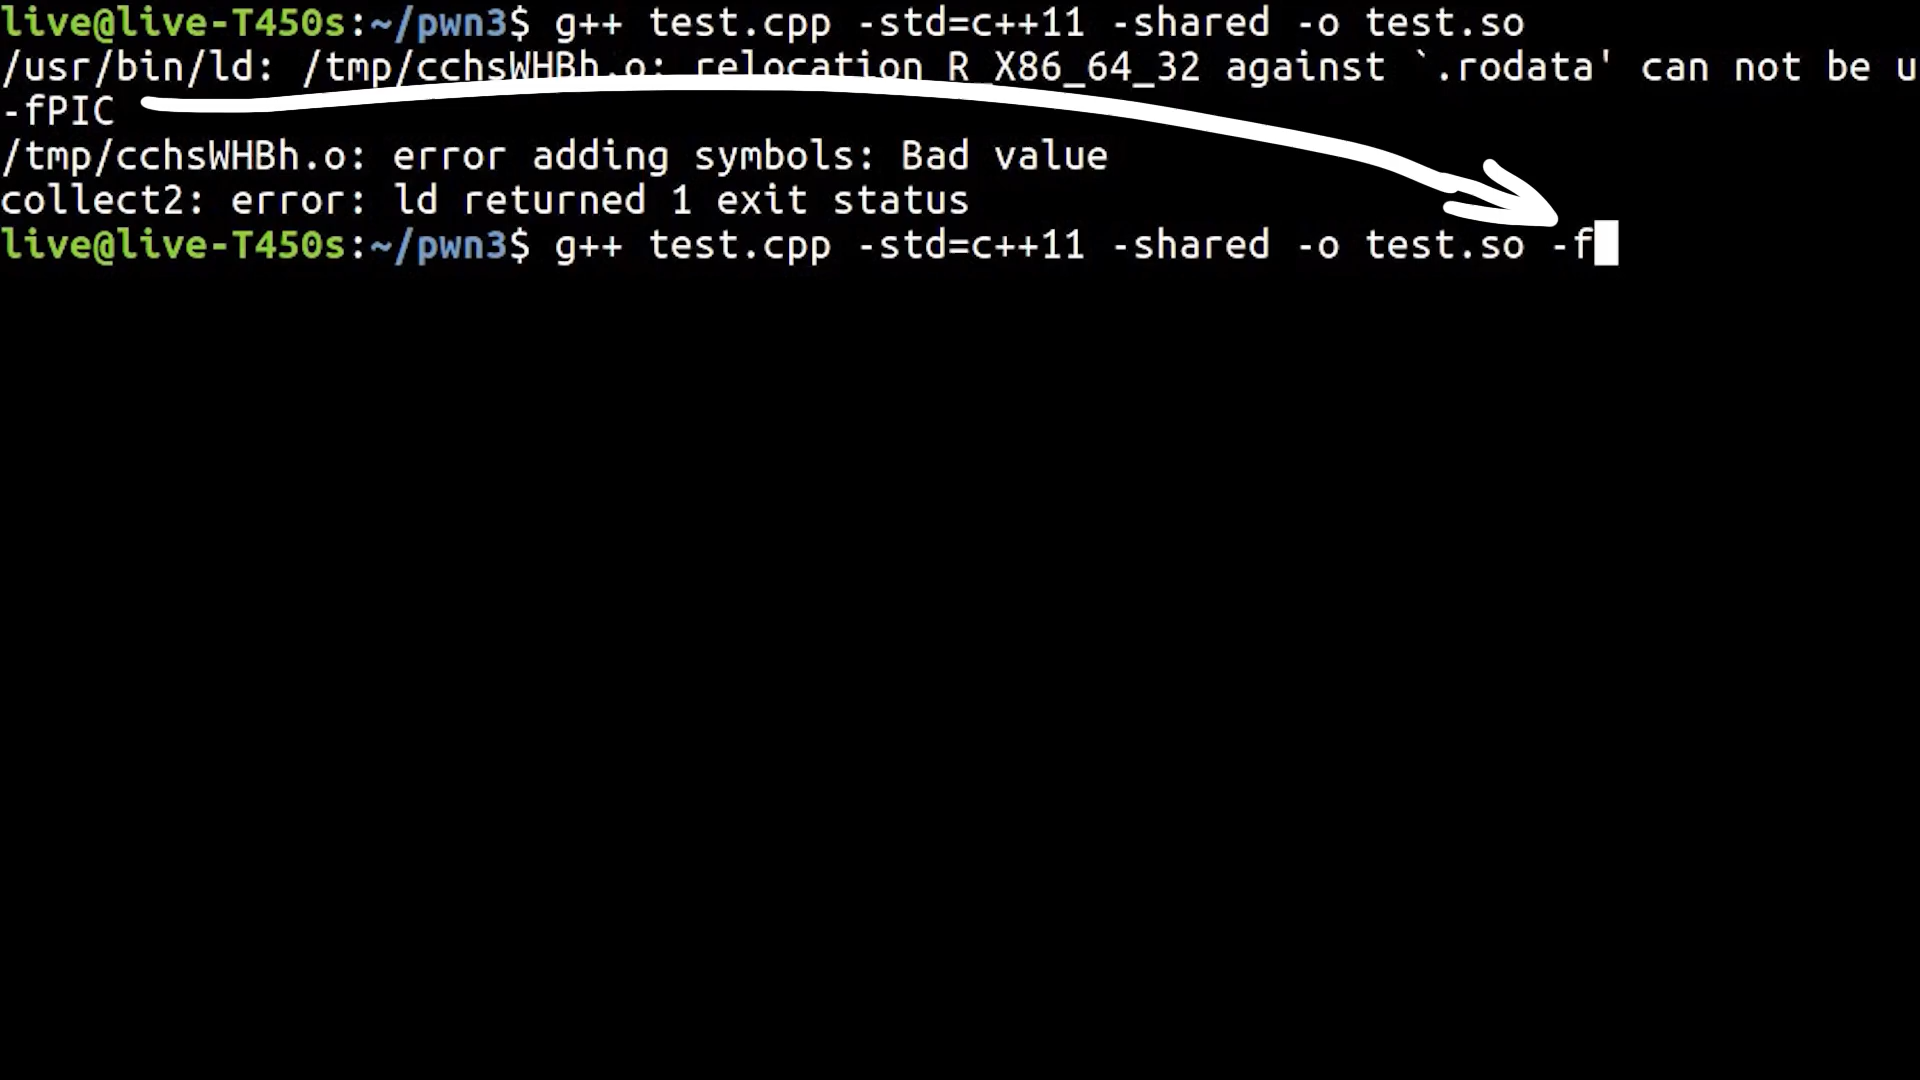 live@live-T450s:~/pwn3$ g++ test.cpp -std=c++11 -shared -o test.so
/usr/bin/ld: /tmp/cchsWHBh.o: relocation R_X86_64_32 against `.rodata' can not be u
-fPIC
/tmp/cchsWHBh.o: error adding symbols: Bad value
collect2: error: ld returned 1 exit status
live@live-T450s:~/pwn3$ g++ test.cpp -std=c++11 -shared -o test.so -f